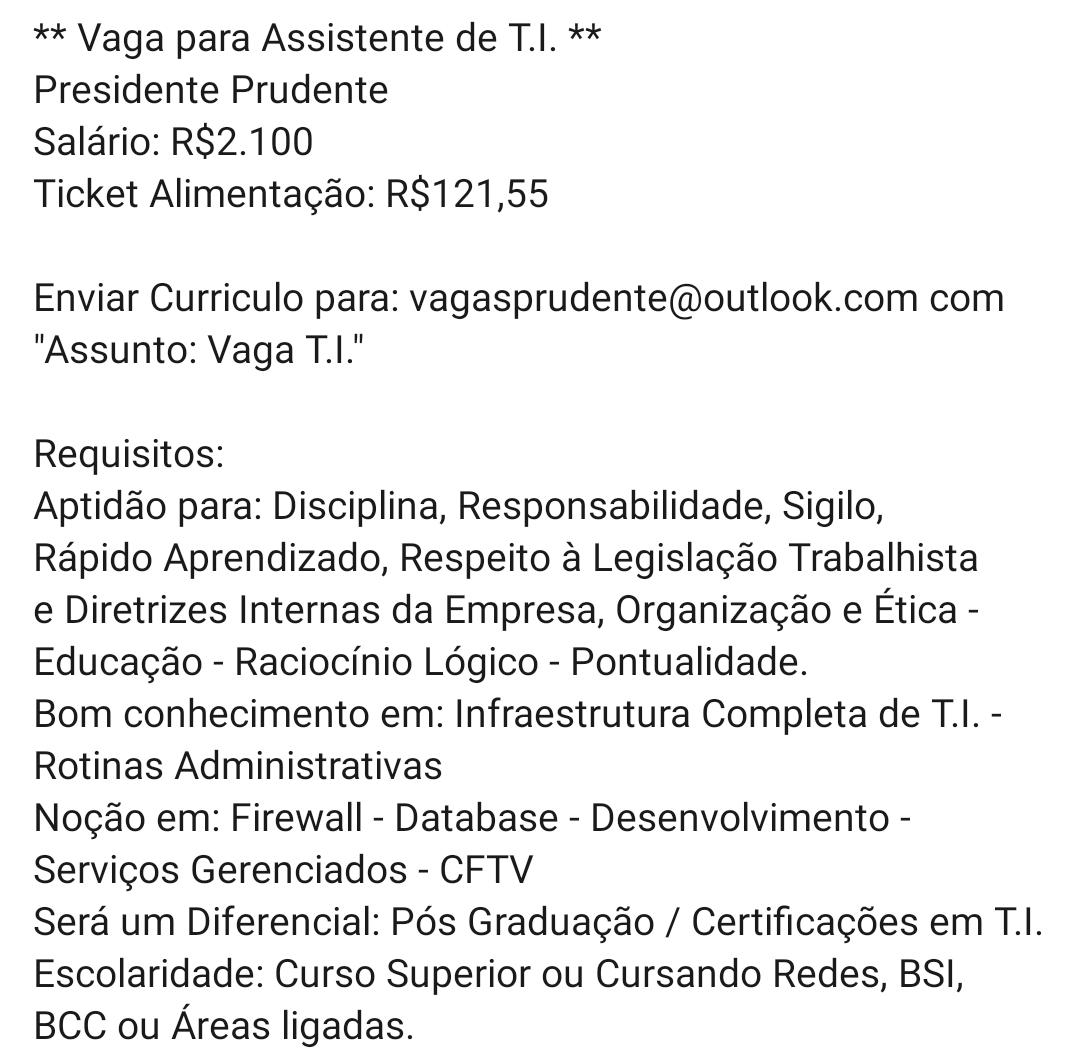 ** Vaga para Assistente de T.I. **
Presidente Prudente
Salário: R$2.100
Ticket Alimentação: R$121,55
Enviar Curriculo para: vagasprudente@outlook.com com
"Assunto: Vaga T.I."
Requisitos:
Aptidão para: Disciplina, Responsabilidade, Sigilo,
Rápido Aprendizado, Respeito à Legislação Trabalhista
e Diretrizes Internas da Empresa, Organização e Ética -
Educação - Raciocínio Lógico - Pontualidade.
Bom conhecimento em: Infraestrutura Completa de T.I. -
Rotinas Administrativas
Noção em: Firewall - Database - Desenvolvimento -
Serviços Gerenciados - CFTV
Será um Diferencial: Pós Graduação / Certificações em T.I.
Escolaridade: Curso Superior ou Cursando Redes, BSI,
BCC ou Áreas ligadas.